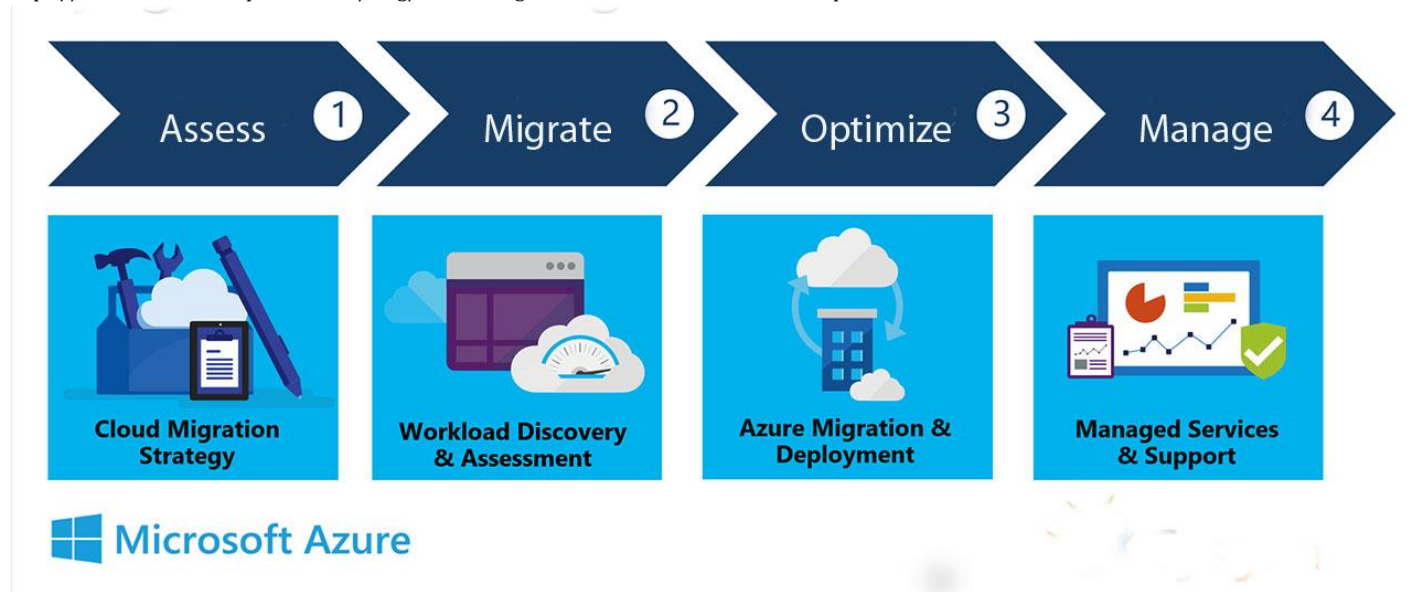 Assess 1
Migrate 2
Optimize 3
Manage 4
Cloud Migration
Strategy
Workload Discovery
& Assessment
Azure Migration &
Deployment
Managed Services
& Support
Microsoft Azure